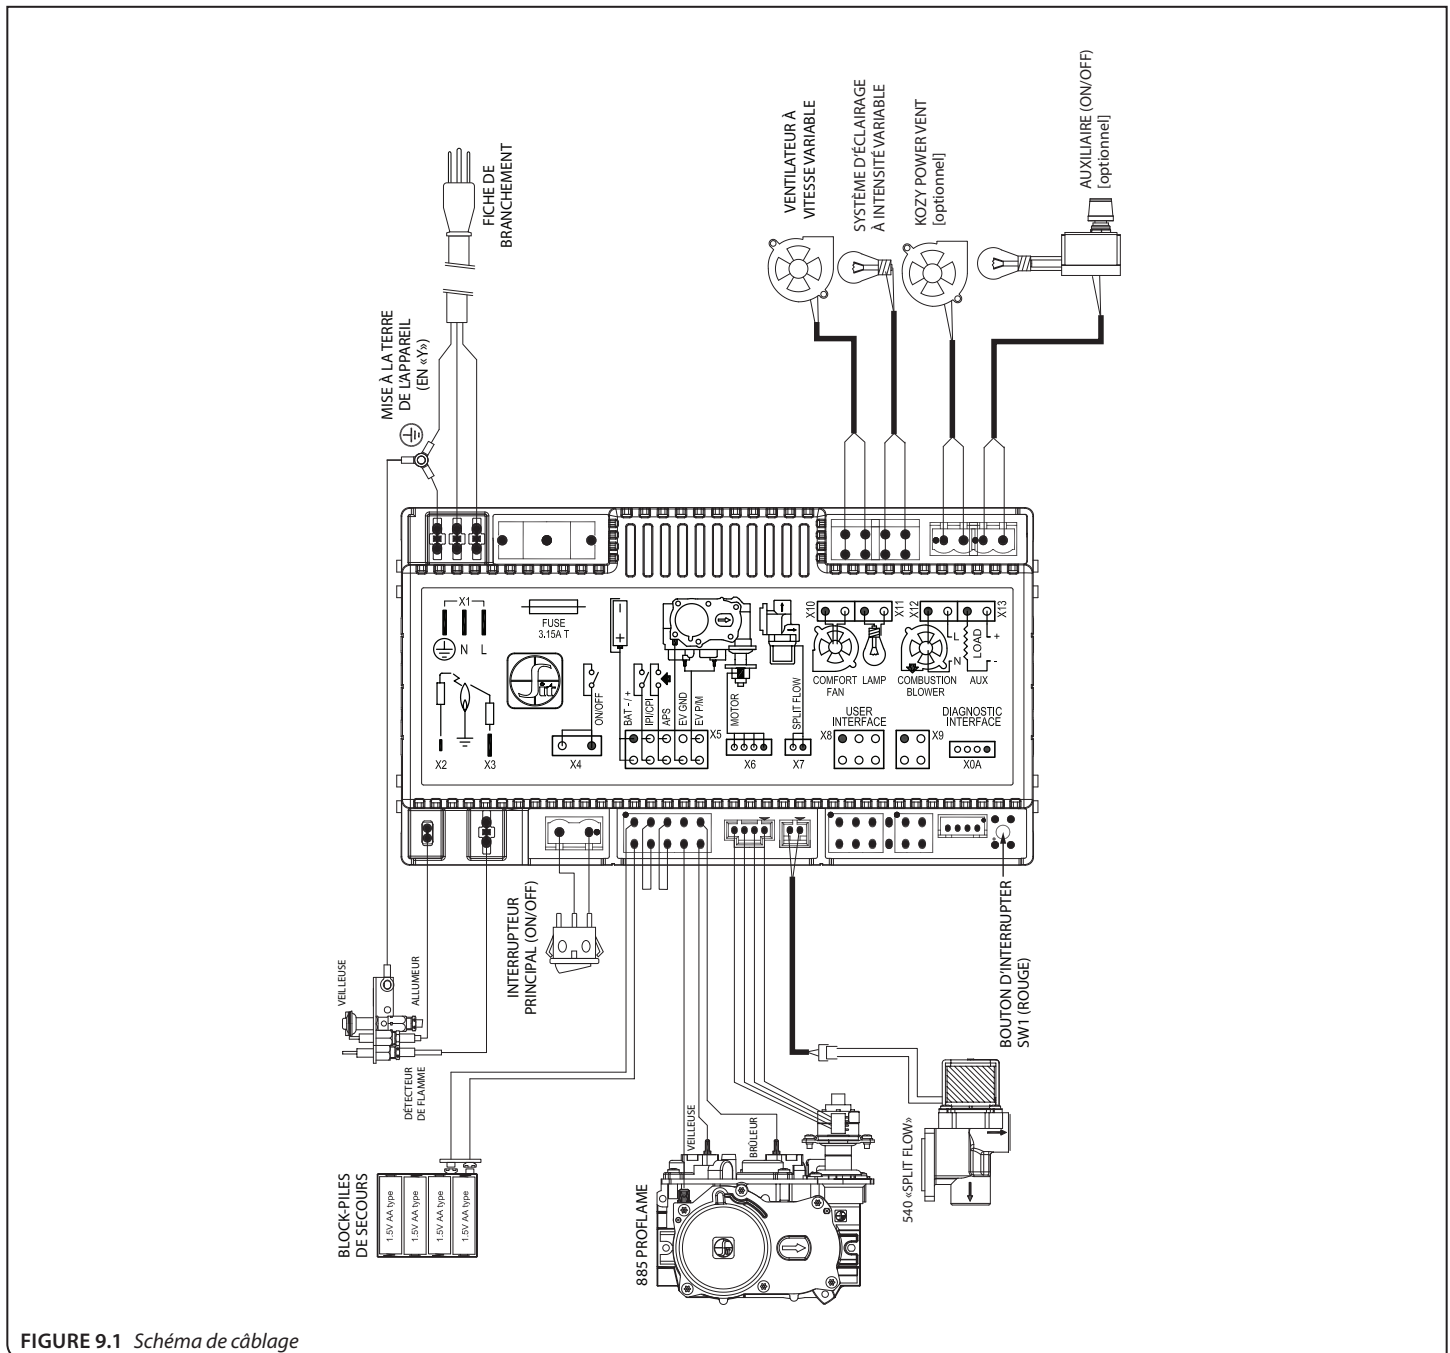 VENTILATEUR À
VITESSE VARIABLE
SYSTÈME D'ÉCLAIRAGE
À INTENSITÉ VARIABLE
KOZY POWER VENT
[optionnel]
AUXILIAIRE (ON/OFF)
[optionnel]
FICHE DE
BRANCHEMENT
MISE À LA TERRE
DE L'APPAREIL
(EN «Y»)
X1
N
L
FUSE
3.15A T
X2
X3
ON/OFF
X4
- +
BAT - / +
IPI/CPI
APS
EV GND
EV P/M
X5
MOTOR
X6
SPLIT FLOW
X7
X10
X11
X12
X13
COMFORT
FAN
LAMP
COMBUSTION
BLOWER
L
N
LOAD
+
-
AUX
USER
INTERFACE
X8
X9
DIAGNOSTIC
INTERFACE
X0A
VEILLEUSE
ALLUMEUR
DÉTECTEUR
DE FLAMME
INTERRUPTEUR
PRINCIPAL (ON/OFF)
BOUTON D'INTERRUPTER
SW1 (ROUGE)
BLOCK-PILES
DE SECOURS
1.5V AA type
1.5V AA type
1.5V AA type
1.5V AA type
VEILLEUSE
BRÛLEUR
885 PROFLAME
540 «SPLIT FLOW»
FIGURE 9.1 Schéma de câblage